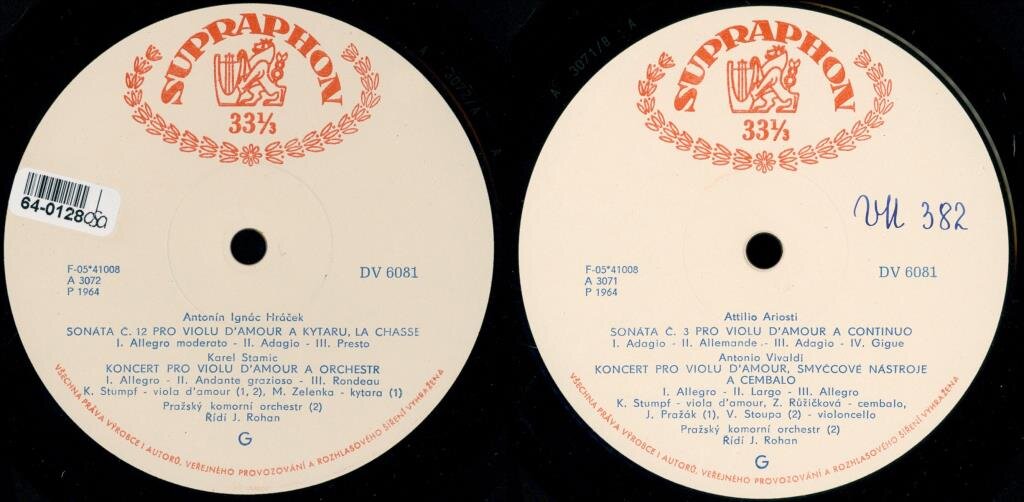 SUPRAPHON
33⅓
64-0128
F-05*41008
A 3072
P 1964
DV 6081
Antonín Ignác Hráček
SONÁTA Č. 12 PRO VIOLU D'AMOUR A KYTARU, LA CHASSE
I. Allegro moderato - II. Adagio - III. Presto
Karel Stamic
KONCERT PRO VIOLU D'AMOUR A ORCHESTR
I. Allegro - II. Andante grazioso - III. Rondeau
K. Stumpf - viola d'amour (1, 2), M. Zelenka - kytara (1)
Pražský komorní orchestr (2)
Řídí J. Rohan
G
VŠECHNA PRÁVA VÝROBCE I AUTORŮ, VEŘEJNÉHO PROVOZOVÁNÍ A ROZHLASOVÉHO ŠÍŘENÍ VYHRAŽENA
A 3071/B A
SUPRAPHON
33⅓
382
F-05*41008
A 3071
P 1964
DV 6081
Attilio Ariosti
SONÁTA Č. 3 PRO VIOLU D'AMOUR A CONTINUO
I. Adagio - II. Allemande - III. Adagio - IV. Gigue
Antonio Vivaldi
KONCERT PRO VIOLU D'AMOUR, SMYČCOVÉ NÁSTROJE
A CEMBALO
I. Allegro - II. Largo - III. Allegro
K. Stumpf - viola d'amour, Z. Růžičková - cembalo,
J. Pražák (1), V. Stoupa (2) - violoncello
Pražský komorní orchestr (2)
Řídí J. Rohan
G
VŠECHNA PRÁVA VÝROBCE I AUTORŮ, VEŘEJNÉHO PROVOZOVÁNÍ A ROZHLASOVÉHO ŠÍŘENÍ VYHRAŽENA